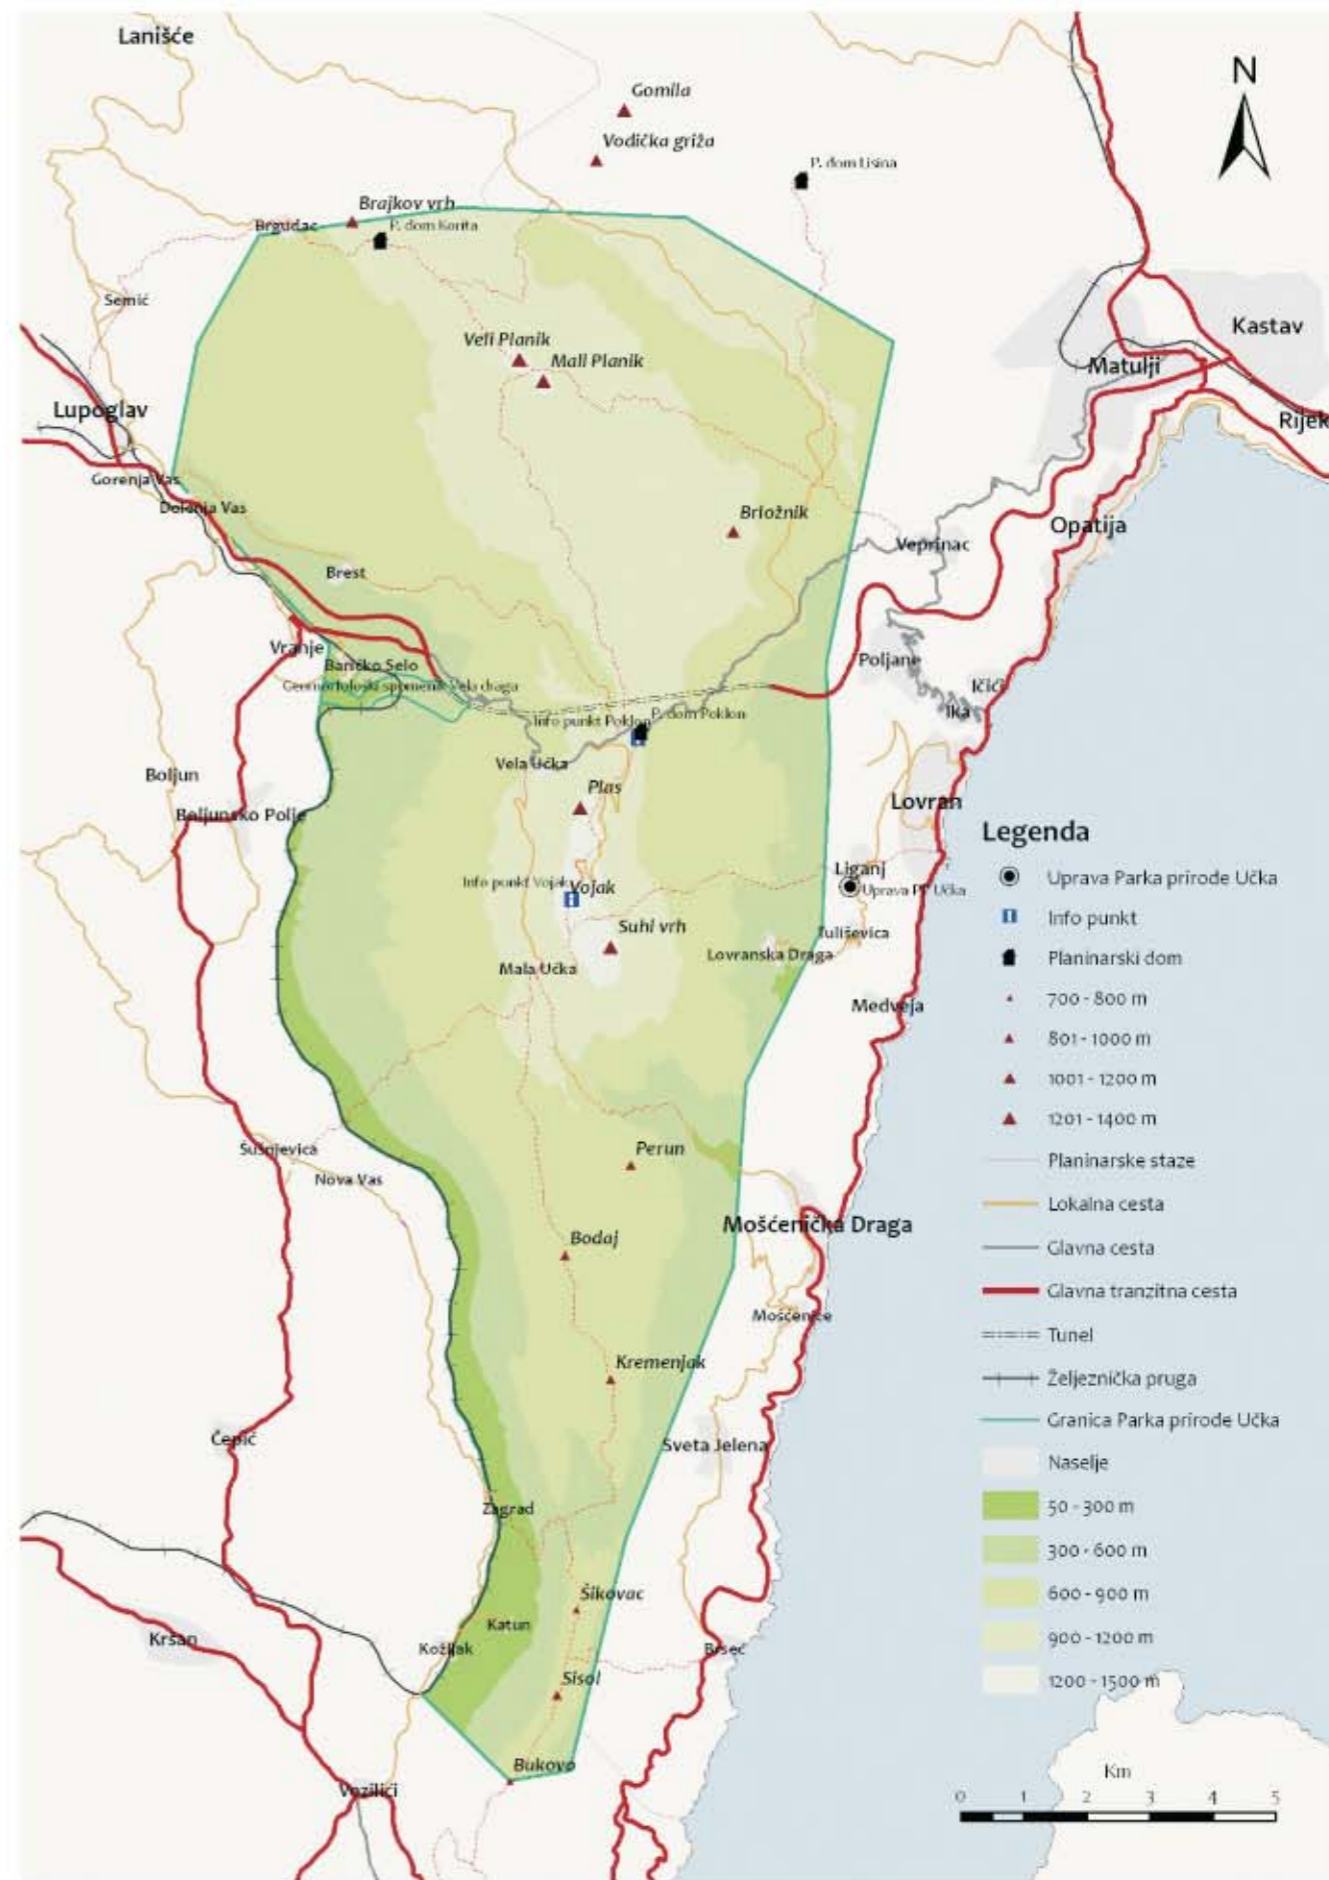 Lanišće
Gomila
Vodička griža
P. dom Lisina
N
Brajkov vrh
Brgudac
P. dom Korita
Semić
Kastav
Veli Planik
Mali Planik
Matulji
Lupoglav
Rijek
Gorenja Vas
Dolenja Vas
Brložnik
Opatija
Veprinac
Brest
Vranje
Baričko Selo
Poljane
Geomorfološki spomenik Vela draga
Ičići
Ika
Info punkt Poklon
P. dom Poklon
Vela Učka
Boljun
Plas
Boljunsko Polje
Lovran
Legenda
Liganj
Uprava PP Učka
Uprava Parka prirode Učka
Info punkt Vojak
Vojak
Info punkt
Suhi vrh
Tuliševica
Lovranska Draga
Planinarski dom
Mala Učka
Medveja
700 - 800 m
801 - 1000 m
1001 - 1200 m
1201 - 1400 m
Šušnjevica
Perun
Planinarske staze
Nova Vas
Lokalna cesta
Mošćenička Draga
Bodaj
Glavna cesta
Glavna tranzitna cesta
Mošćenice
Tunel
Kremenjak
Željeznička pruga
Granica Parka prirode Učka
Čepić
Sveta Jelena
Naselje
Zagrad
50 - 300 m
300 - 600 m
Šikovac
600 - 900 m
Katun
Kršan
Kožljak
Brseč
900 - 1200 m
Sisol
1200 - 1500 m
Bukovo
Vozilići
Km
0 1 2 3 4 5